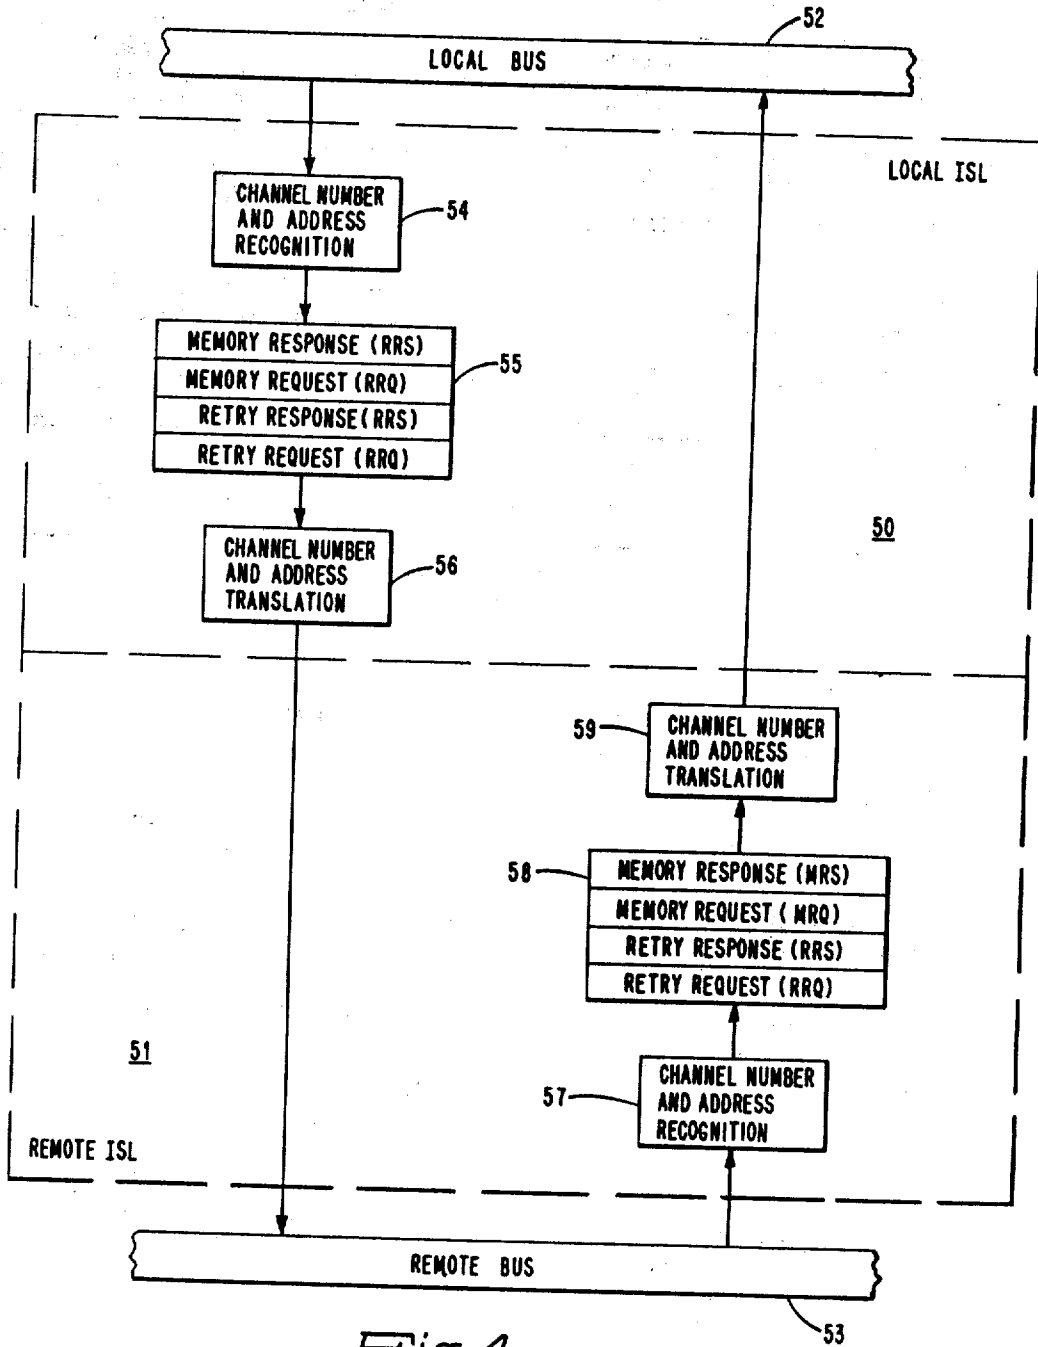 52
LOCAL BUS
LOCAL ISL
CHANNEL NUMBER
AND ADDRESS
RECOGNITION
54
MEMORY RESPONSE (RRS)
MEMORY REQUEST (RRQ)
RETRY RESPONSE (RRS)
RETRY REQUEST (RRQ)
55
50
CHANNEL NUMBER
AND ADDRESS
TRANSLATION
56
59
CHANNEL NUMBER
AND ADDRESS
TRANSLATION
58
MEMORY RESPONSE (MRS)
MEMORY REQUEST (MRQ)
RETRY RESPONSE (RRS)
RETRY REQUEST (RRQ)
51
57
CHANNEL NUMBER
AND ADDRESS
RECOGNITION
REMOTE ISL
REMOTE BUS
53